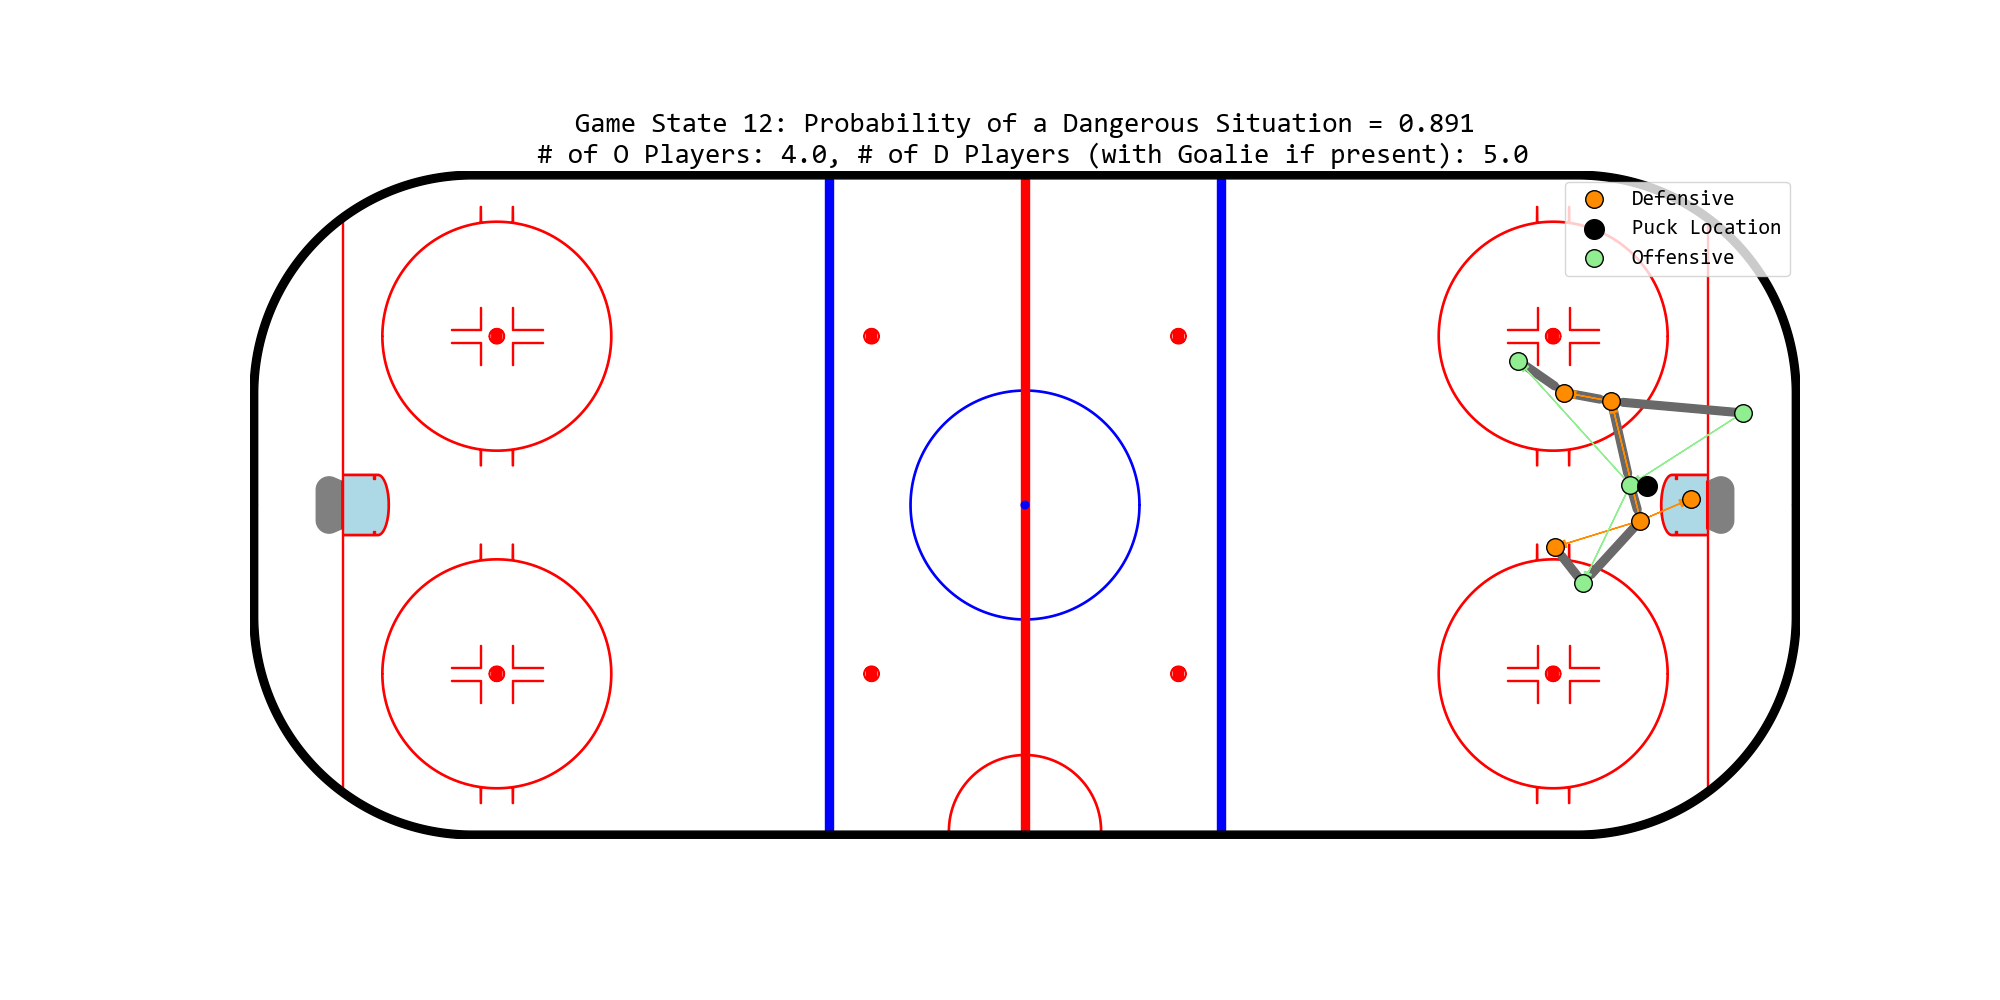 Game State 12: Probability of a Dangerous Situation = 0.891
# of O Players: 4.0, # of D Players (with Goalie if present): 5.0
Defensive
Puck Location
Offensive